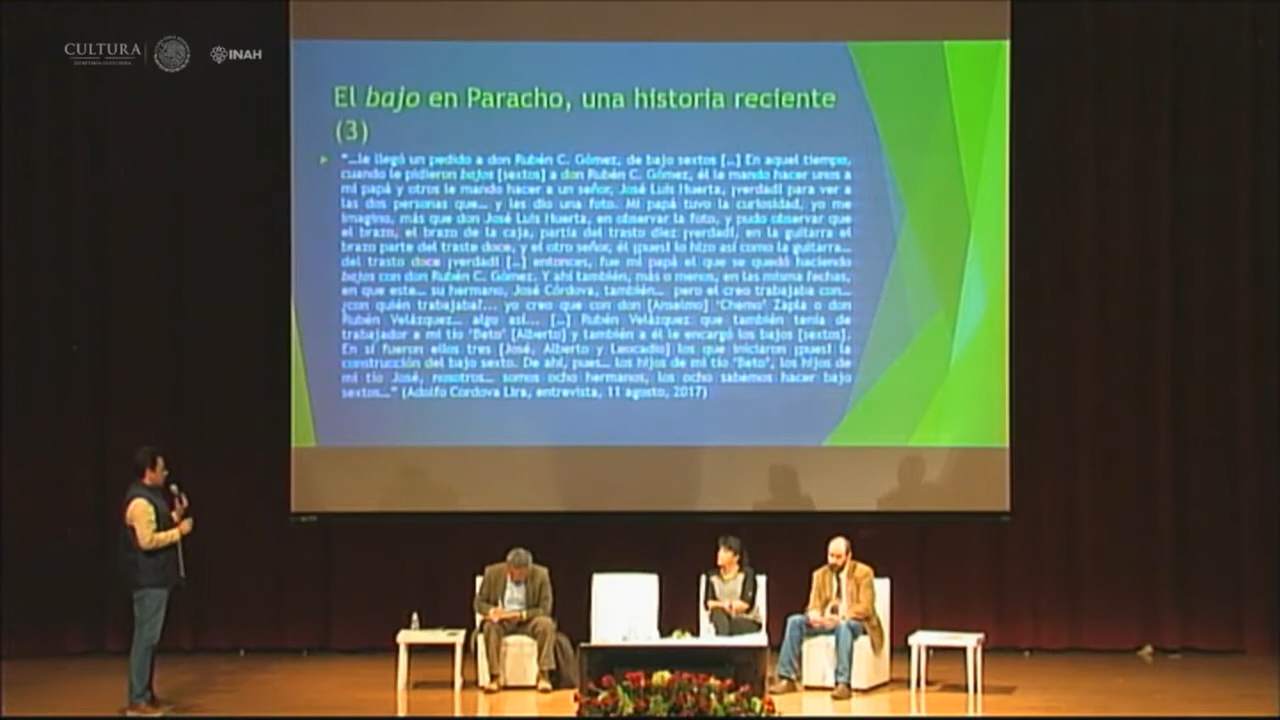 CULTURA
INAH
El bajo en Paracho, una historia reciente
(3)
"...le llegó un pedido a don Rubén C. Gómez, de bajo sextos [...] En aquel tiempo,
cuando le pidieron bajos [sextos] a don Rubén C. Gómez, él le mando hacer unos a
mi papá y otros le mando hacer a un señor, José Luis Huerta, ¡verdad! para ver a
las dos personas que... y les dio una foto. Mi papá tuvo la curiosidad, yo me
imagino, más que don José Luis Huerta, en observar la foto, y pudo observar que
el brazo, el brazo de la caja, partía del trasto diez ¡verdad!, en la guitarra el
brazo parte del traste doce, y el otro señor, él ¡pues! lo hizo así como la guitarra...
del trasto doce ¡verdad! [...] entonces, fue mi papá el que se quedó haciendo
bajos con don Rubén C. Gómez. Y ahí también, más o menos, en las misma fechas,
en que este... su hermano, José Córdova, también... pero el creo trabajaba con...
¿con quién trabajaba?... yo creo que con don [Anselmo] 'Chemo' Zapla o don
Rubén Velázquez... algo así... [...] Rubén Velázquez que también tenía de
trabajador a mi tío 'Beto' [Alberto] y también a él le encargó los bajos [sextos].
En sí fueron ellos tres [José, Alberto y Leocadio] los que iniciaron ¡pues! la
construcción del bajo sexto. De ahí, pues... los hijos de mi tío 'Beto', los hijos de
mi tío José, nosotros... somos ocho hermanos, los ocho sabemos hacer bajo
sextos..." (Adolfo Cordova Lira, entrevista, 11 agosto, 2017)